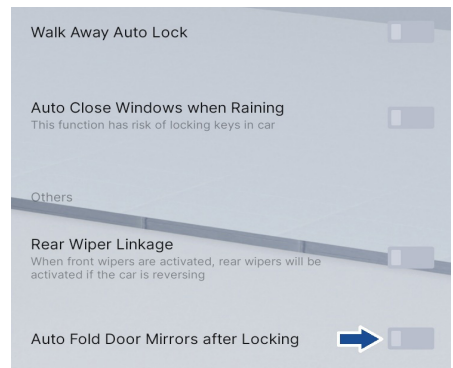 Walk Away Auto Lock
Auto Close Windows when Raining
This function has risk of locking keys in car
Others
Rear Wiper Linkage
When front wipers are activated, rear wipers will be
activated if the car is reversing
Auto Fold Door Mirrors after Locking